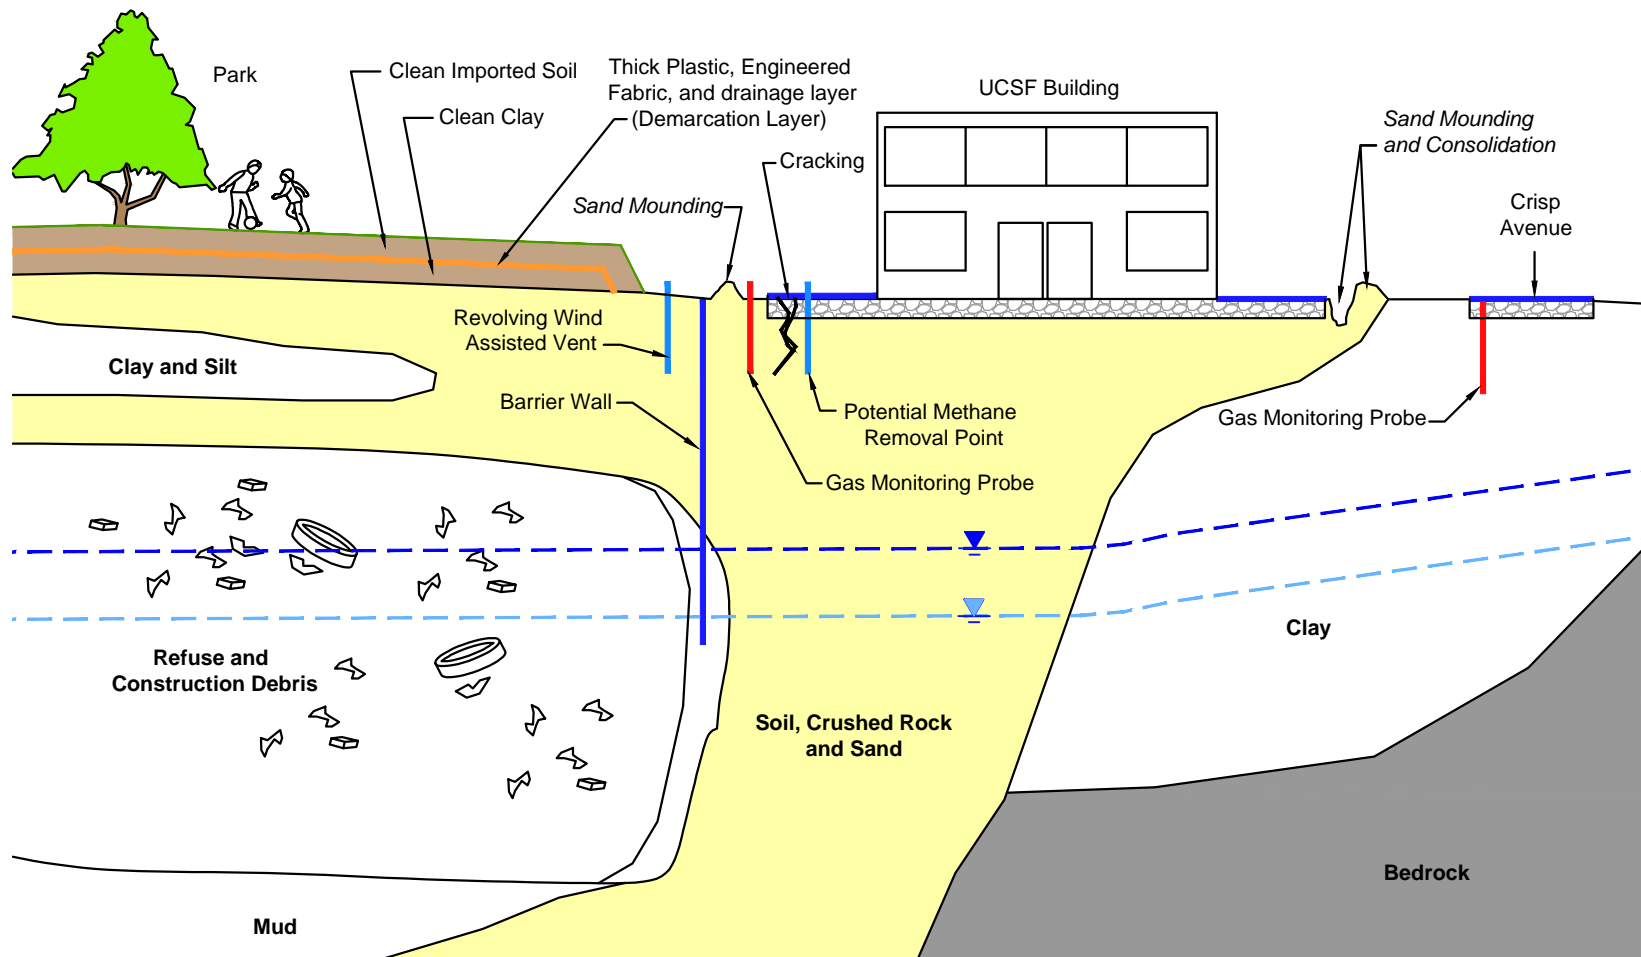 Park
Clean Imported Soil
Clean Clay
Thick Plastic, Engineered
Fabric, and drainage layer
(Demarcation Layer)
UCSF Building
Sand Mounding
and Consolidation
Cracking
Sand Mounding
Crisp
Avenue
Revolving Wind
Assisted Vent
Clay and Silt
Barrier Wall
Potential Methane
Removal Point
Gas Monitoring Probe
Gas Monitoring Probe
Clay
Refuse and
Construction Debris
Soil, Crushed Rock
and Sand
Bedrock
Mud